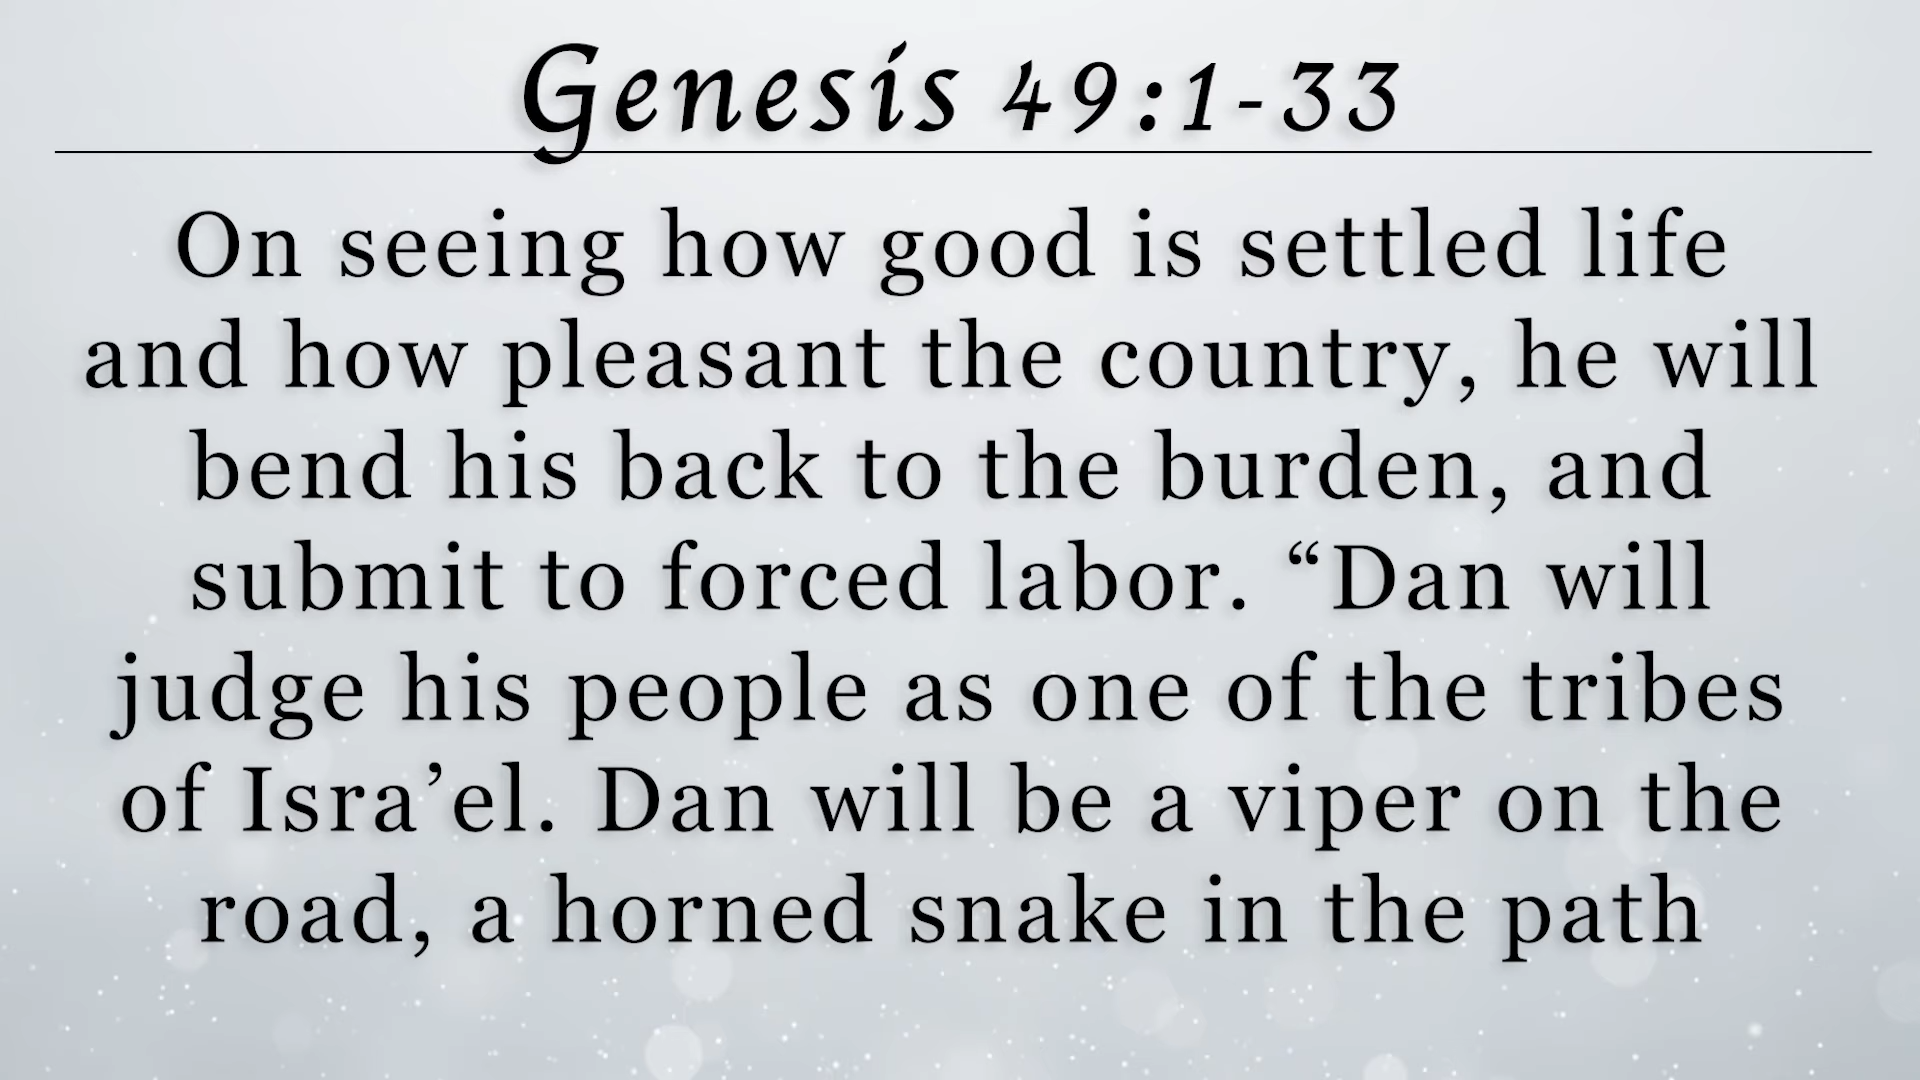 Genesis 49:1-33
On seeing how good is settled life
and how pleasant the country, he will
bend his back to the burden, and
submit to forced labor. “Dan will
judge his people as one of the tribes
of Isra’el. Dan will be a viper on the
road, a horned snake in the path